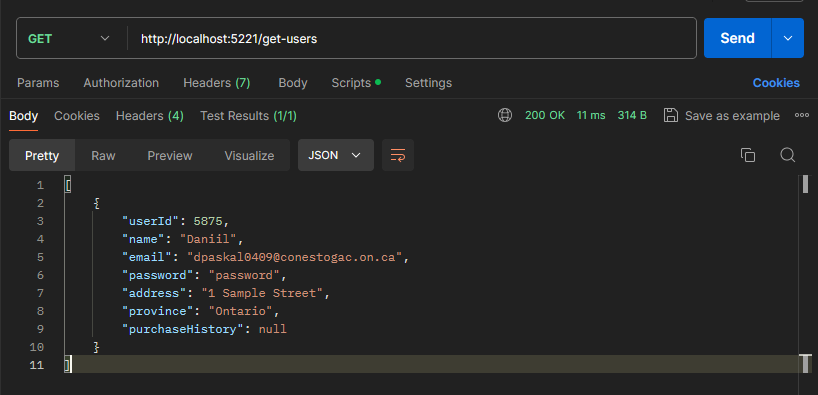 GET http://localhost:5221/get-users Send
Params Authorization Headers (7) Body Scripts Settings Cookies
Body Cookies Headers (4) Test Results (1/1) 200 OK 11 ms 314 B Save as example
Pretty Raw Preview Visualize JSON
1 [
2 {
3 "userId": 5875,
4 "name": "Daniil",
5 "email": "dpaskal0409@conestogac.on.ca",
6 "password": "password",
7 "address": "1 Sample Street",
8 "province": "Ontario",
9 "purchaseHistory": null
10 }
11 ]